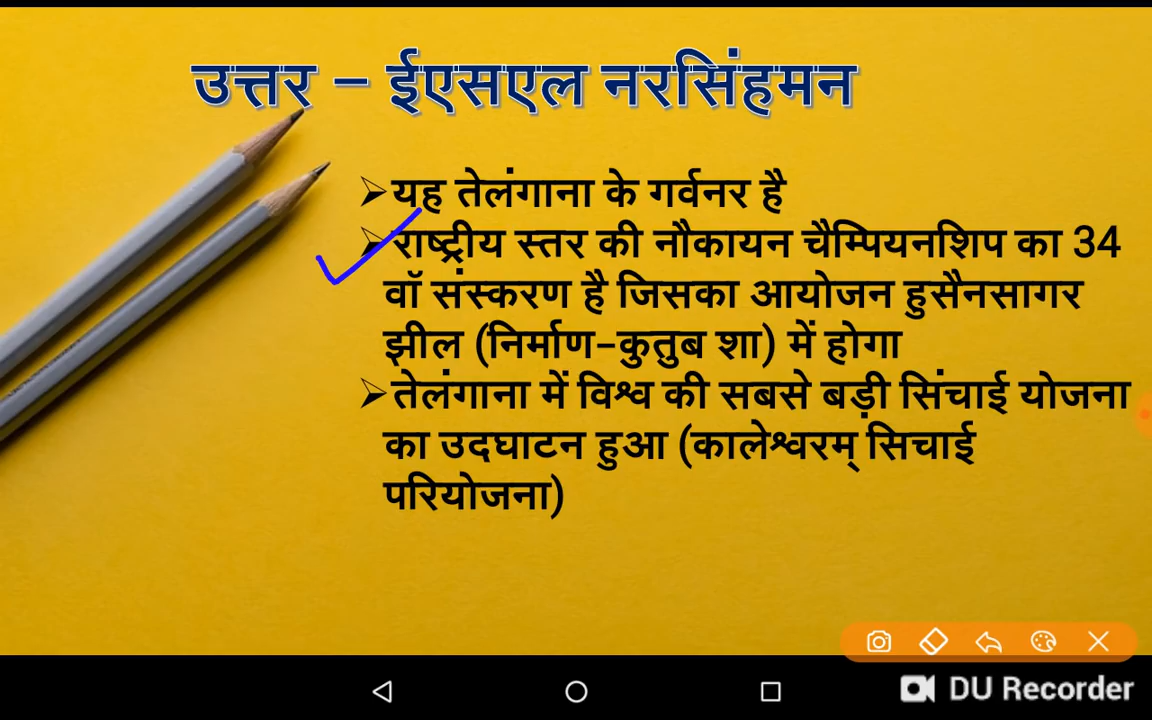 उत्तर – ईएसएल नरसिंहमन
➢यह तेलंगाना के गर्वनर है
➢राष्ट्रीय स्तर की नौकायन चैम्पियनशिप का 34
वॉ संस्करण है जिसका आयोजन हुसैनसागर
झील (निर्माण-कुतुब शा) में होगा
➢तेलंगाना में विश्व की सबसे बड़ी सिंचाई योजना
का उदघाटन हुआ (कालेश्वरम् सिचाई
परियोजना)
DU Recorder